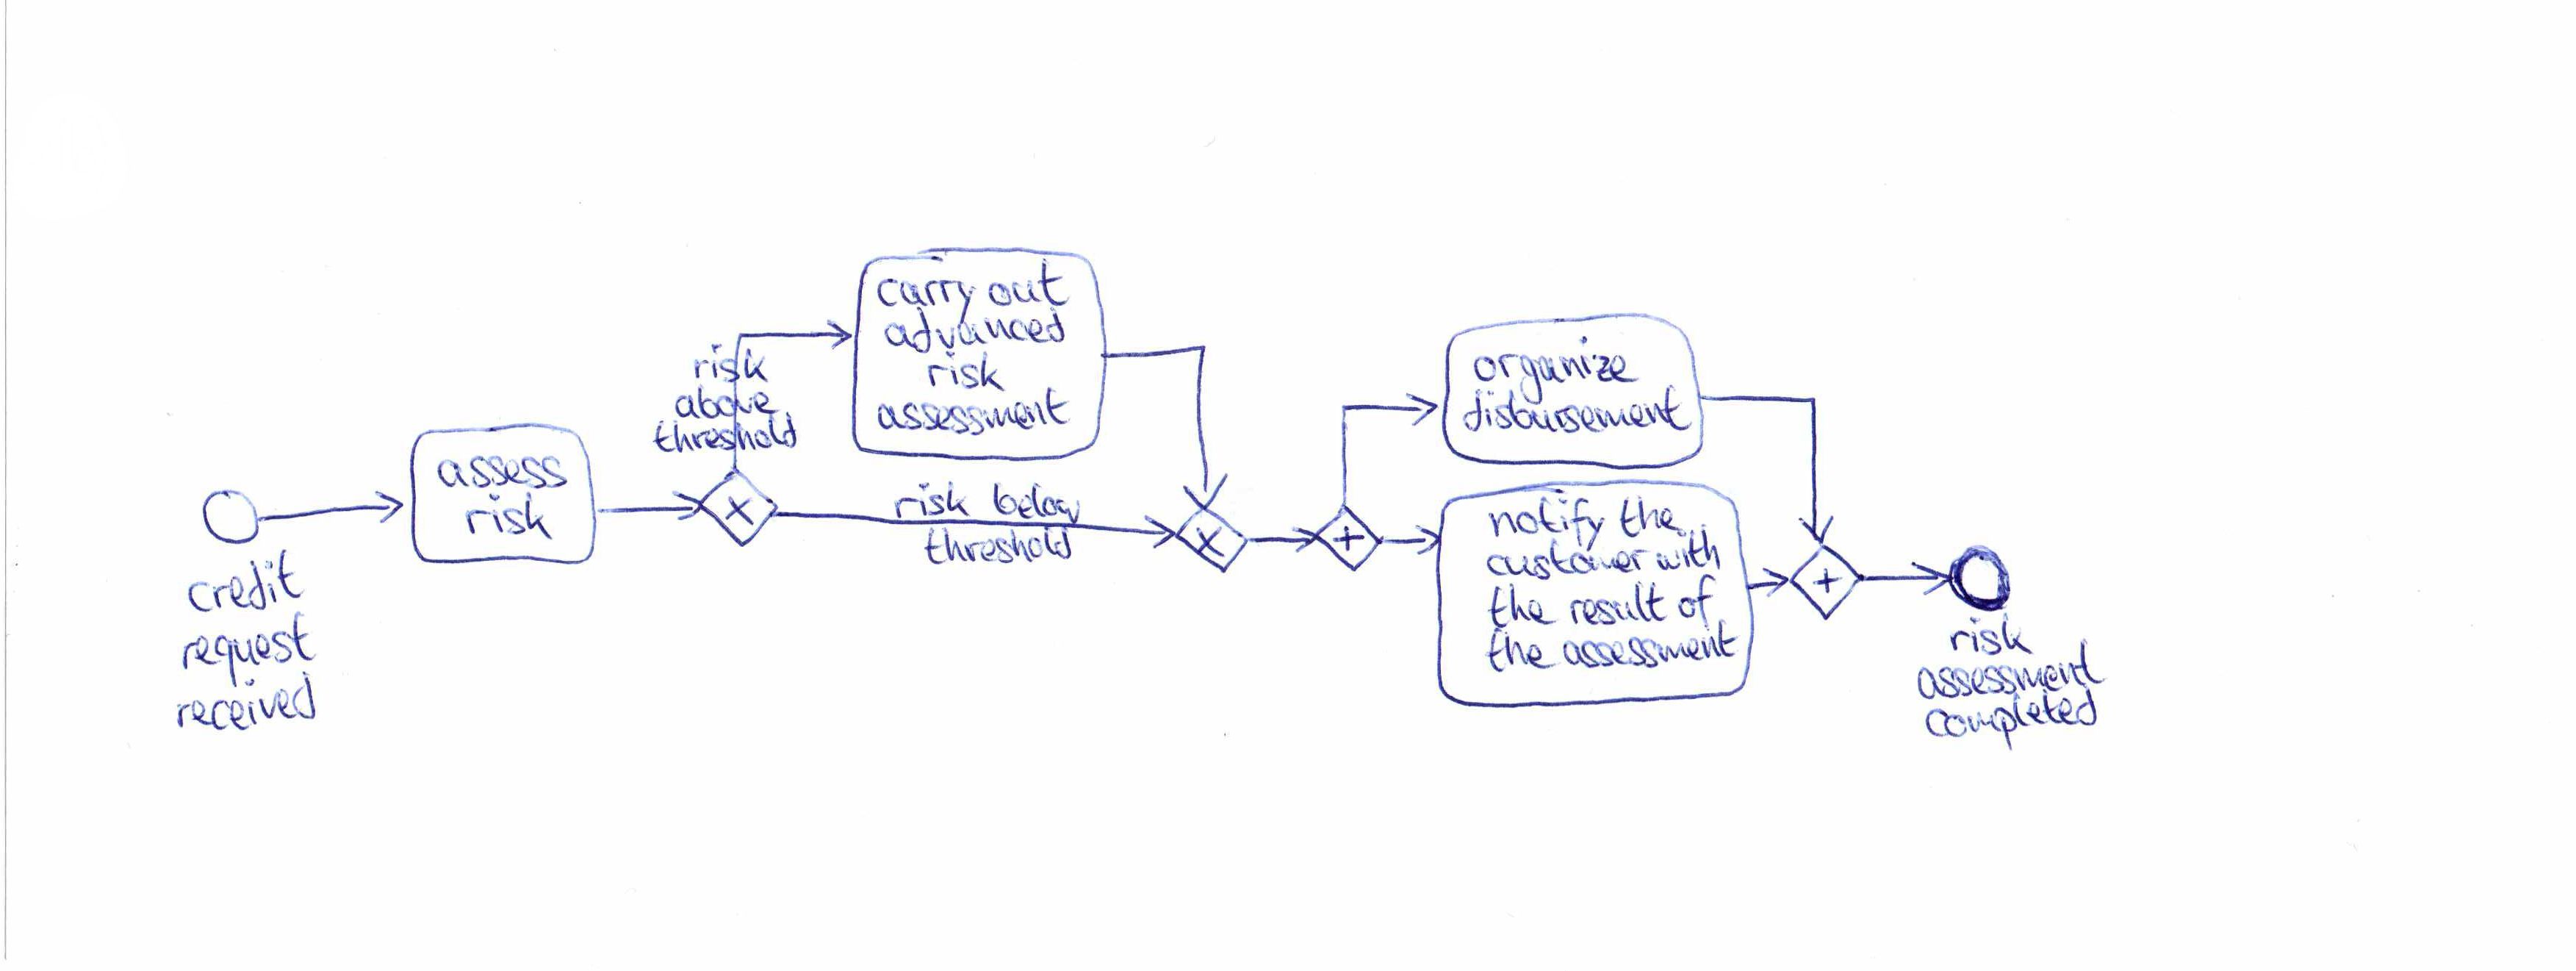 credit
request
received
assess
risk
risk
above
threshold
carry out
advanced
risk
assessment
risk below
threshold
organize
disbursement
notify the
customer with
the result of
the assessment
risk
assessment
completed